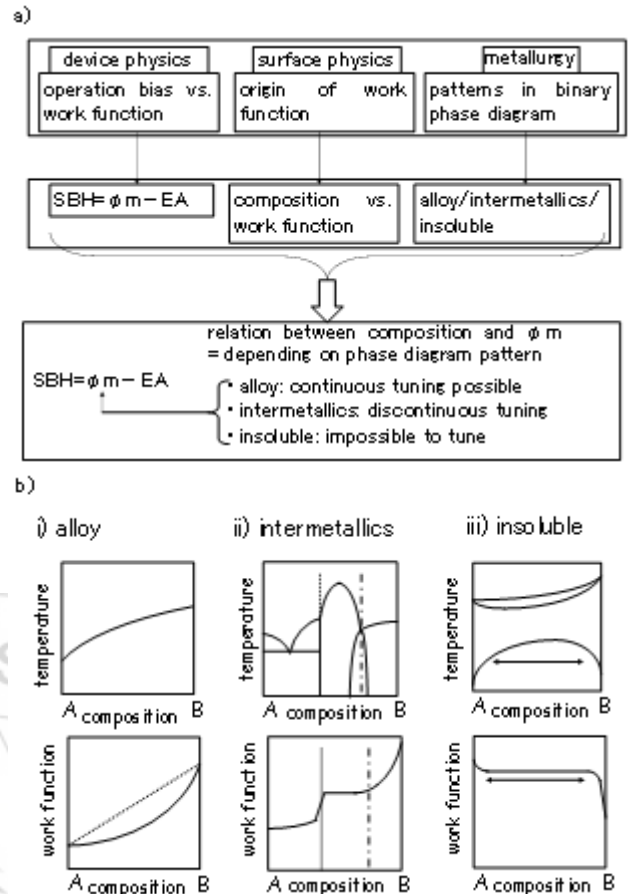 a)
device physics
operation bias vs.
work function
surface physics
origin of work
function
metallurgy
patterns in binary
phase diagram
SBH=φm-EA
composition vs.
work function
alloy/intermetallics/
insoluble
relation between composition and φm
=depending on phase diagram pattern
SBH=φm-EA
・alloy: continuous tuning possible
・intermetallics: discontinuous tuning
・insoluble: impossible to tune
b)
i) alloy
ii) intermetallics
iii) insoluble
temperature
A composition B
temperature
A composition B
temperature
A composition B
work function
A composition B
work function
A composition B
work function
A composition B